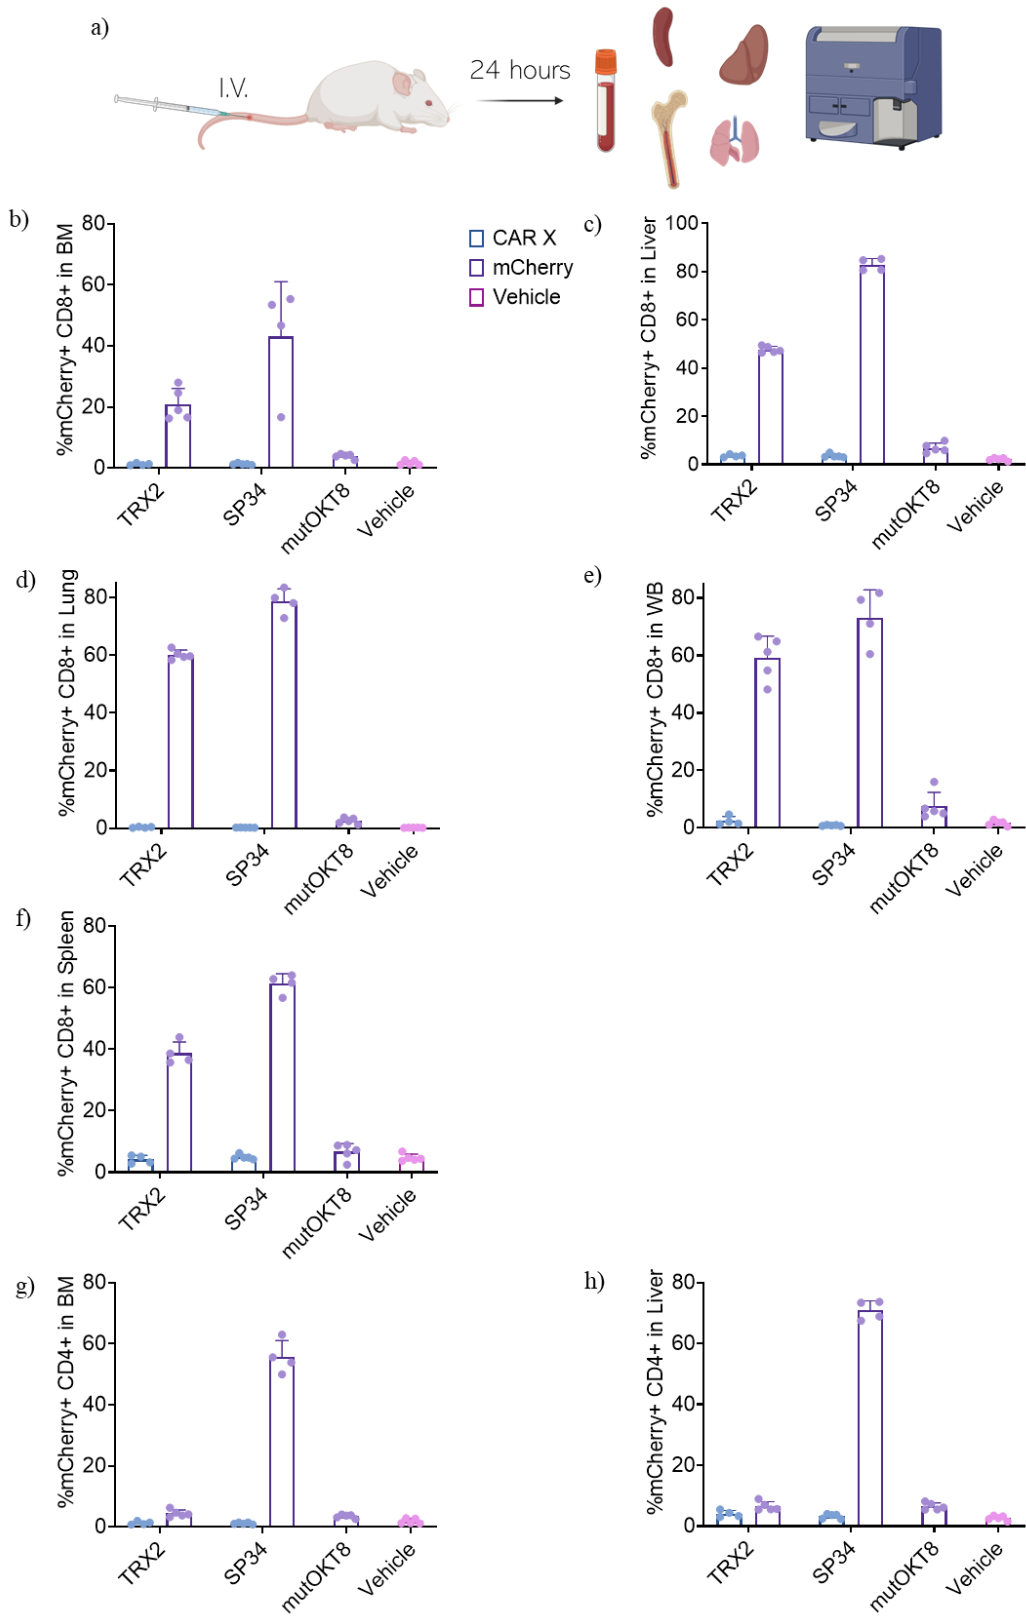 a)
I.V.
24 hours
b)
%mCherry+ CD8+ in BM
80
60
40
20
0
TRX2
SP34
mutOKT8
Vehicle
CAR X
mCherry
Vehicle
c)
%mCherry+ CD8+ in Liver
100
80
60
40
20
0
TRX2
SP34
mutOKT8
Vehicle
d)
%mCherry+ CD8+ in Lung
80
60
40
20
0
TRX2
SP34
mutOKT8
Vehicle
e)
%mCherry+ CD8+ in WB
80
60
40
20
0
TRX2
SP34
mutOKT8
Vehicle
f)
%mCherry+ CD8+ in Spleen
80
60
40
20
0
TRX2
SP34
mutOKT8
Vehicle
g)
%mCherry+ CD4+ in BM
80
60
40
20
0
TRX2
SP34
mutOKT8
Vehicle
h)
%mCherry+ CD4+ in Liver
80
60
40
20
0
TRX2
SP34
mutOKT8
Vehicle